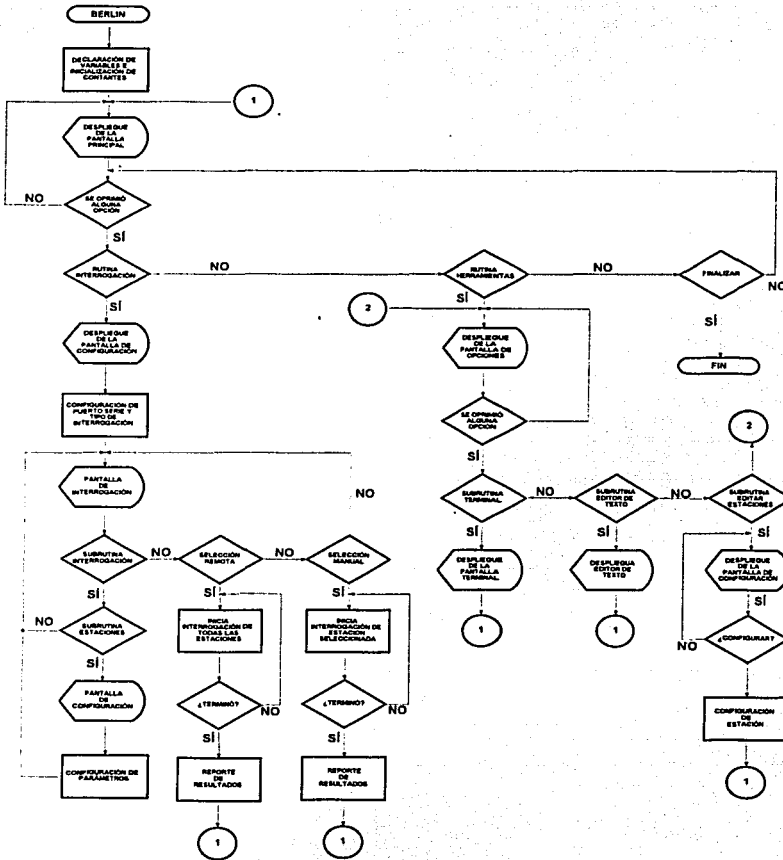 BERLIN
DECLARACIÓN DE
VARIABLES E
INICIALIZACIÓN DE
CONTANTES
1
DESPLIEGUE
DE LA
PANTALLA
PRINCIPAL
SE OPRIMIÓ
ALGUNA
OPCIÓN
NO
SÍ
RUTINA
INTERROGACIÓN
NO
SÍ
RUTINA
HERRAMIENTAS
NO
SÍ
FINALIZAR
NO
SÍ
FIN
DESPLIEGUE
DE LA
PANTALLA DE
CONFIGURACIÓN
CONFIGURACIÓN DE
PUERTO SERIE Y
TIPO DE
INTERROGACIÓN
PANTALLA
DE
INTERROGACIÓN
NO
SUBRUTINA
INTERROGACIÓN
NO
SÍ
SELECCIÓN
REMOTA
NO
SÍ
SELECCIÓN
MANUAL
SÍ
SUBRUTINA
ESTACIONES
NO
SÍ
PANTALLA
DE
CONFIGURACIÓN
CONFIGURACIÓN DE
PARÁMETROS
INICIA
INTERROGACIÓN DE
TODAS LAS
ESTACIONES
¿TERMINÓ?
NO
SÍ
REPORTE
DE
RESULTADOS
1
INICIA
INTERROGACIÓN DE
ESTACION
SELECCIONADA
¿TERMINÓ?
NO
SÍ
REPORTE
DE
RESULTADOS
1
2
DESPLIEGUE
DE LA
PANTALLA DE
OPCIONES
SE OPRIMIÓ
ALGUNA
OPCIÓN
SÍ
SUBRUTINA
TERMINAL
NO
SÍ
DESPLIEGUE
DE LA
PANTALLA
TERMINAL
1
SUBRUTINA
EDITOR DE
TEXTO
NO
SÍ
DESPLIEGUA
EDITOR DE
TEXTO
1
2
SUBRUTINA
EDITAR
ESTACIONES
SÍ
DESPLIEGUE
DE LA
PANTALLA DE
CONFIGURACIÓN
SÍ
¿CONFIGURAR?
NO
CONFIGURACIÓN
DE
ESTACIÓN
1